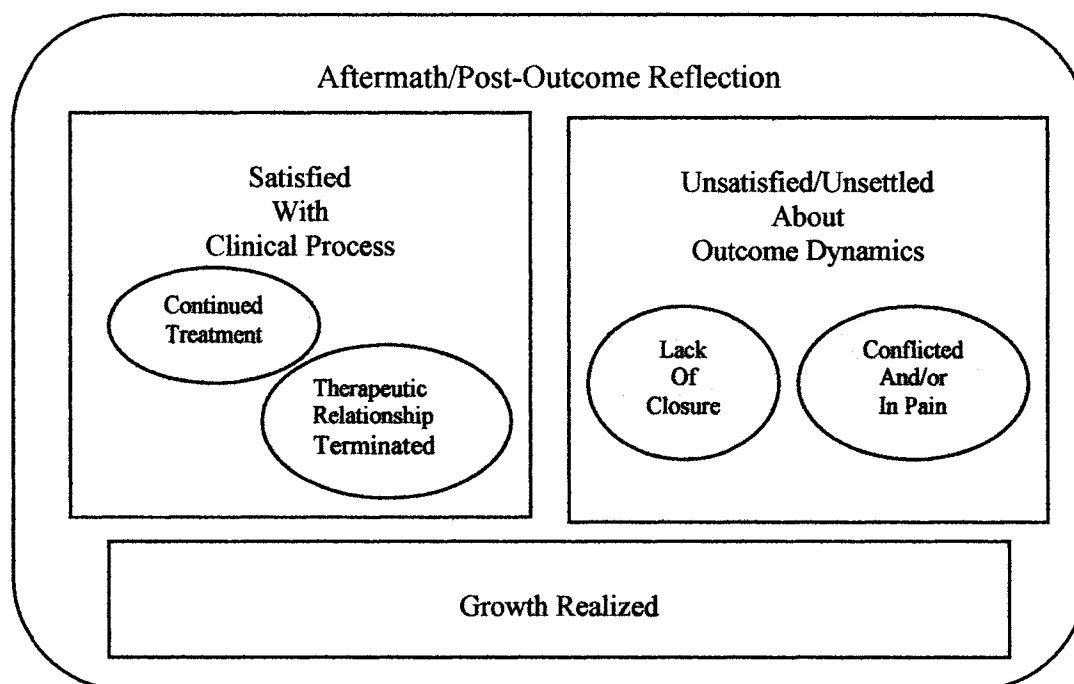 Aftermath/Post-Outcome Reflection
Satisfied
With
Clinical Process
Continued
Treatment
Therapeutic
Relationship
Terminated
Unsatisfied/Unsettled
About
Outcome Dynamics
Lack
Of
Closure
Conflicted
And/or
In Pain
Growth Realized